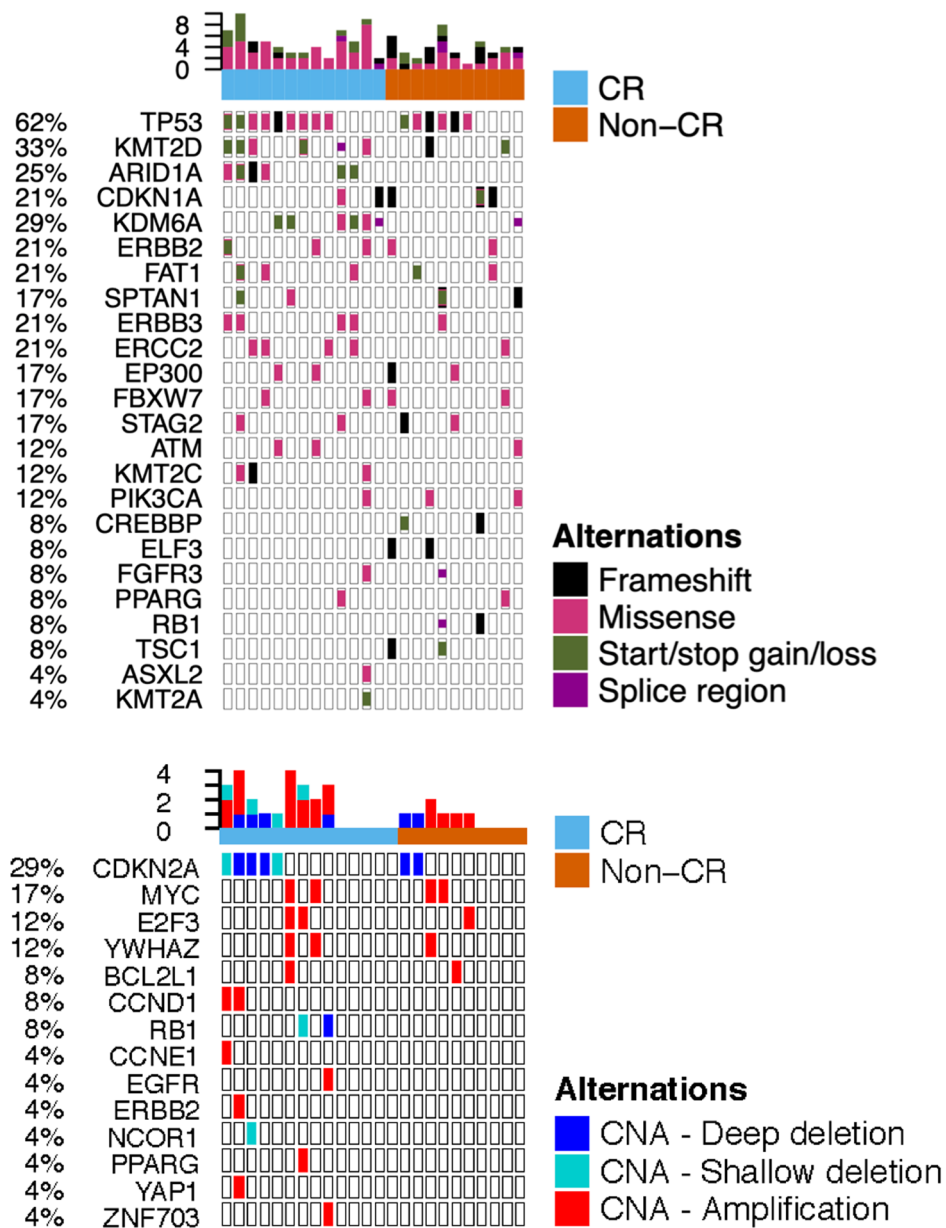 8
4
0
CR
Non-CR
62% TP53
33% KMT2D
25% ARID1A
21% CDKN1A
29% KDM6A
21% ERBB2
21% FAT1
17% SPTAN1
21% ERBB3
21% ERCC2
17% EP300
17% FBXW7
17% STAG2
12% ATM
12% KMT2C
12% PIK3CA
8% CREBBP
8% ELF3
8% FGFR3
8% PPARG
8% RB1
8% TSC1
4% ASXL2
4% KMT2A
Alternations
Frameshift
Missense
Start/stop gain/loss
Splice region
4
2
0
CR
Non-CR
29% CDKN2A
17% MYC
12% E2F3
12% YWHAZ
8% BCL2L1
8% CCND1
8% RB1
4% CCNE1
4% EGFR
4% ERBB2
4% NCOR1
4% PPARG
4% YAP1
4% ZNF703
Alternations
CNA - Deep deletion
CNA - Shallow deletion
CNA - Amplification